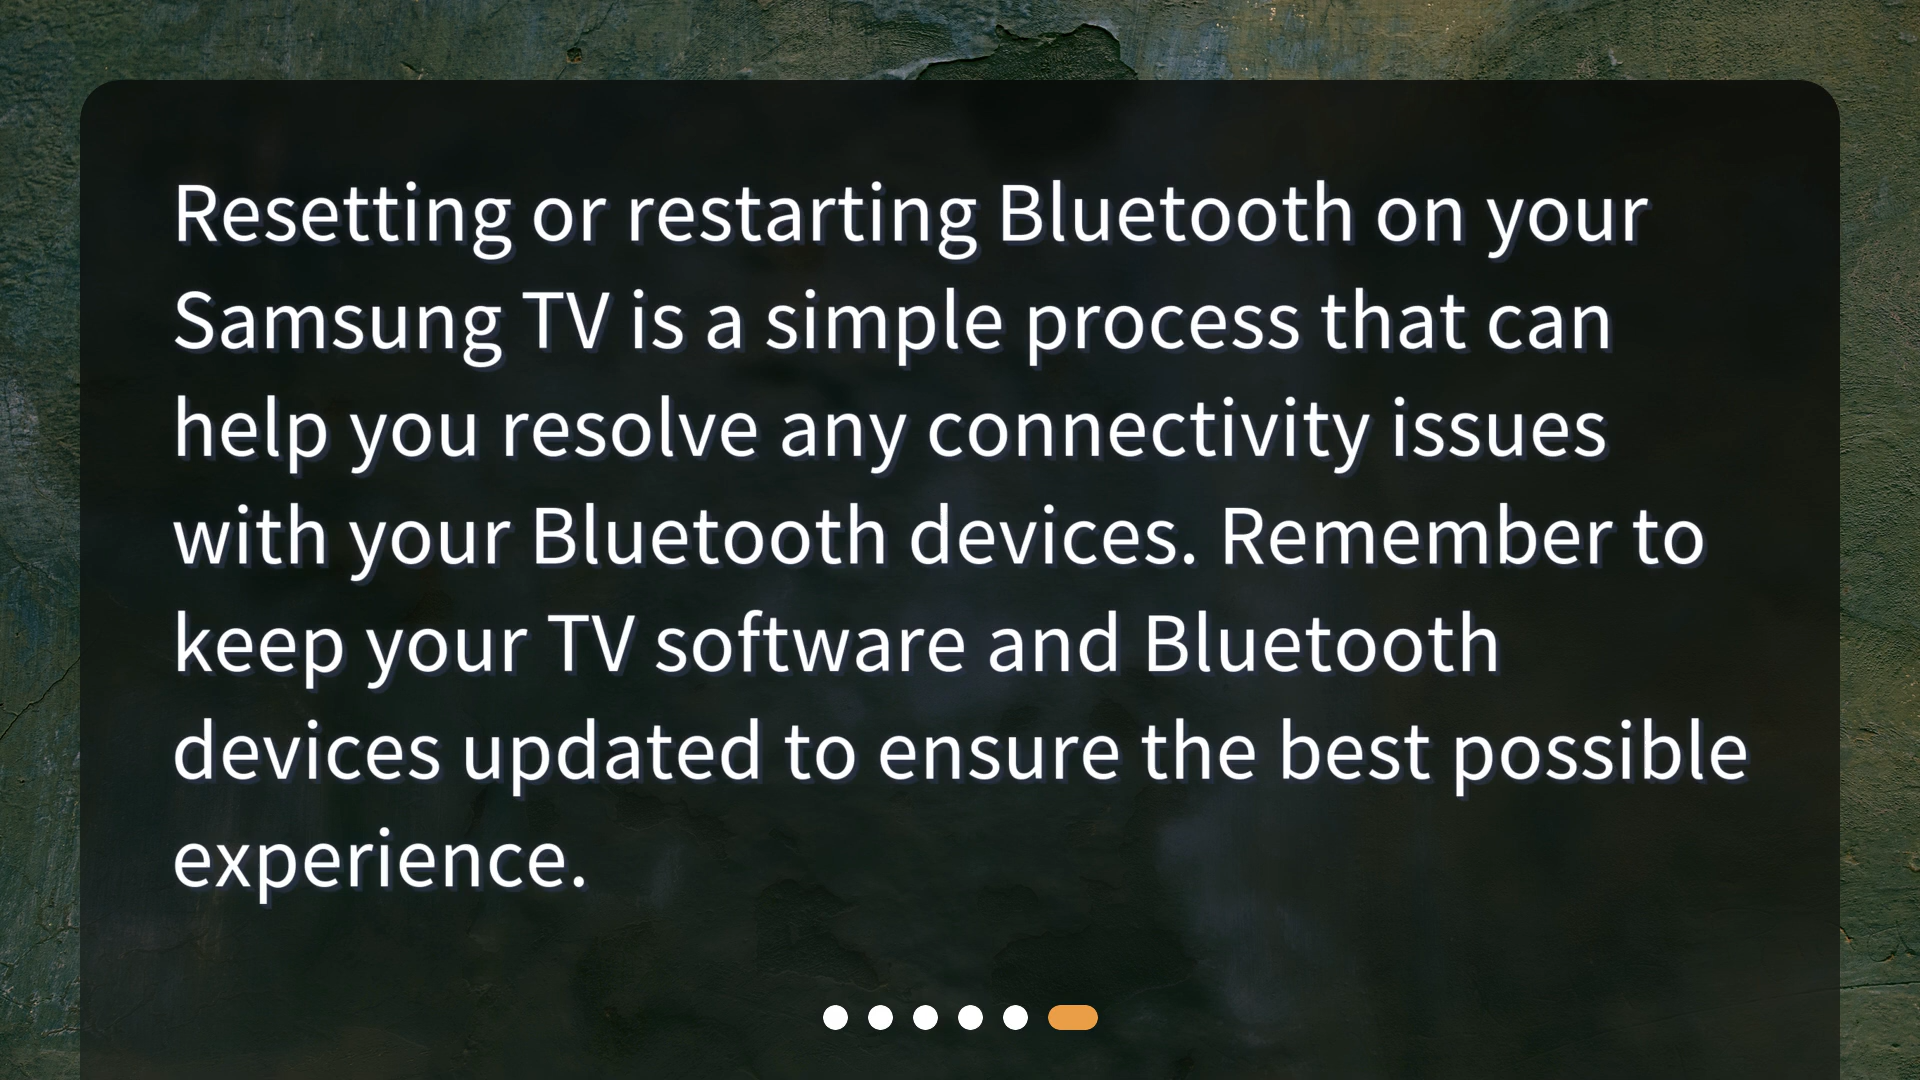 Resetting or restarting Bluetooth on your
Samsung TV is a simple process that can
help you resolve any connectivity issues
with your Bluetooth devices. Remember to
keep your TV software and Bluetooth
devices updated to ensure the best possible
experience.